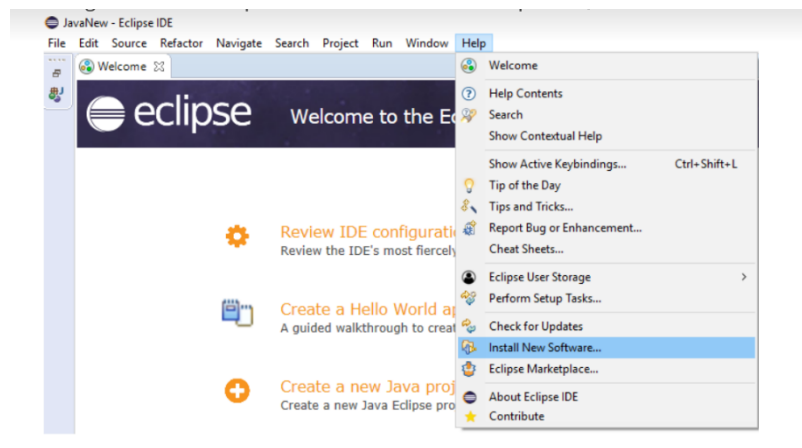 JavaNew - Eclipse IDE
File Edit Source Refactor Navigate Search Project Run Window Help
Welcome
eclipse
Welcome to the Ec
Review IDE configurati
Review the IDE's most fiercely
Create a Hello World ap
A guided walkthrough to creat
Create a new Java proj
Create a new Java Eclipse pro
Welcome
Help Contents
Search
Show Contextual Help
Show Active Keybindings... Ctrl+Shift+L
Tip of the Day
Tips and Tricks...
Report Bug or Enhancement...
Cheat Sheets...
Eclipse User Storage >
Perform Setup Tasks...
Check for Updates
Install New Software...
Eclipse Marketplace...
About Eclipse IDE
Contribute